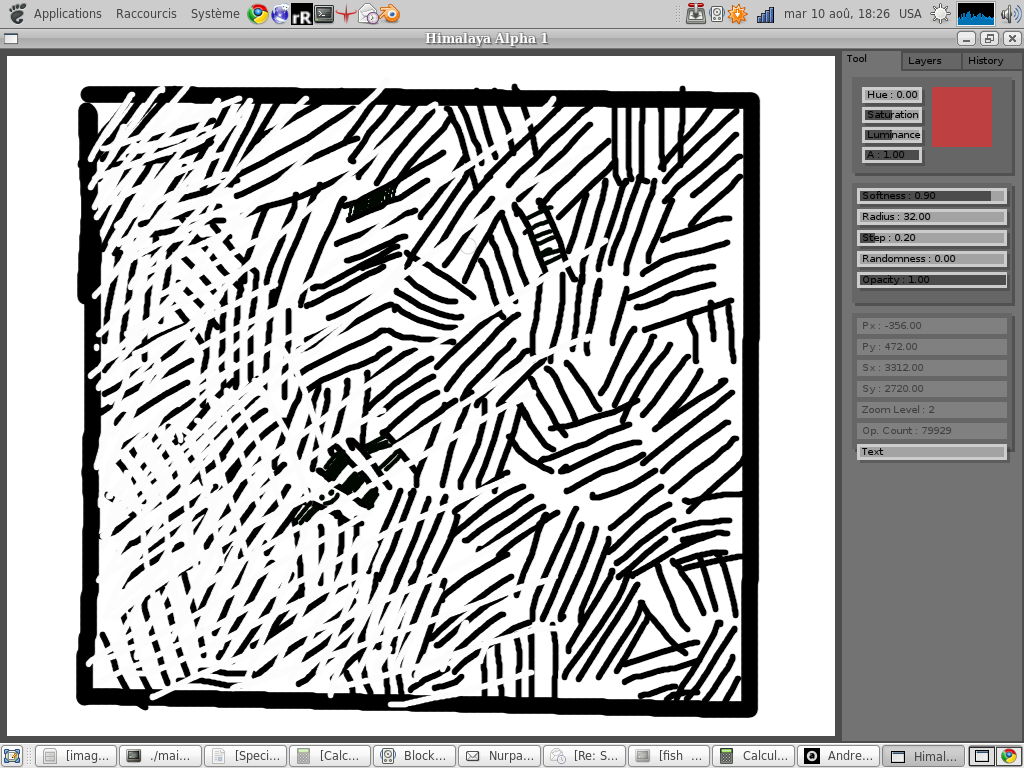 Applications Raccourcis Système rR mar 10 aoû, 18:26 USA
Himalaya Alpha 1
Tool Layers History
Hue : 0.00
Saturation
Luminance
A : 1.00
Softness : 0.90
Radius : 32.00
Step : 0.20
Randomness : 0.00
Opacity : 1.00
Px : -356.00
Py : 472.00
Sx : 3312.00
Sy : 2720.00
Zoom Level : 2
Op. Count : 79929
Text
[imag... ./mai... [Speci... [Calc... Block... Nurpa... [Re: S... [fish ... Calcul... Andre... Himal...